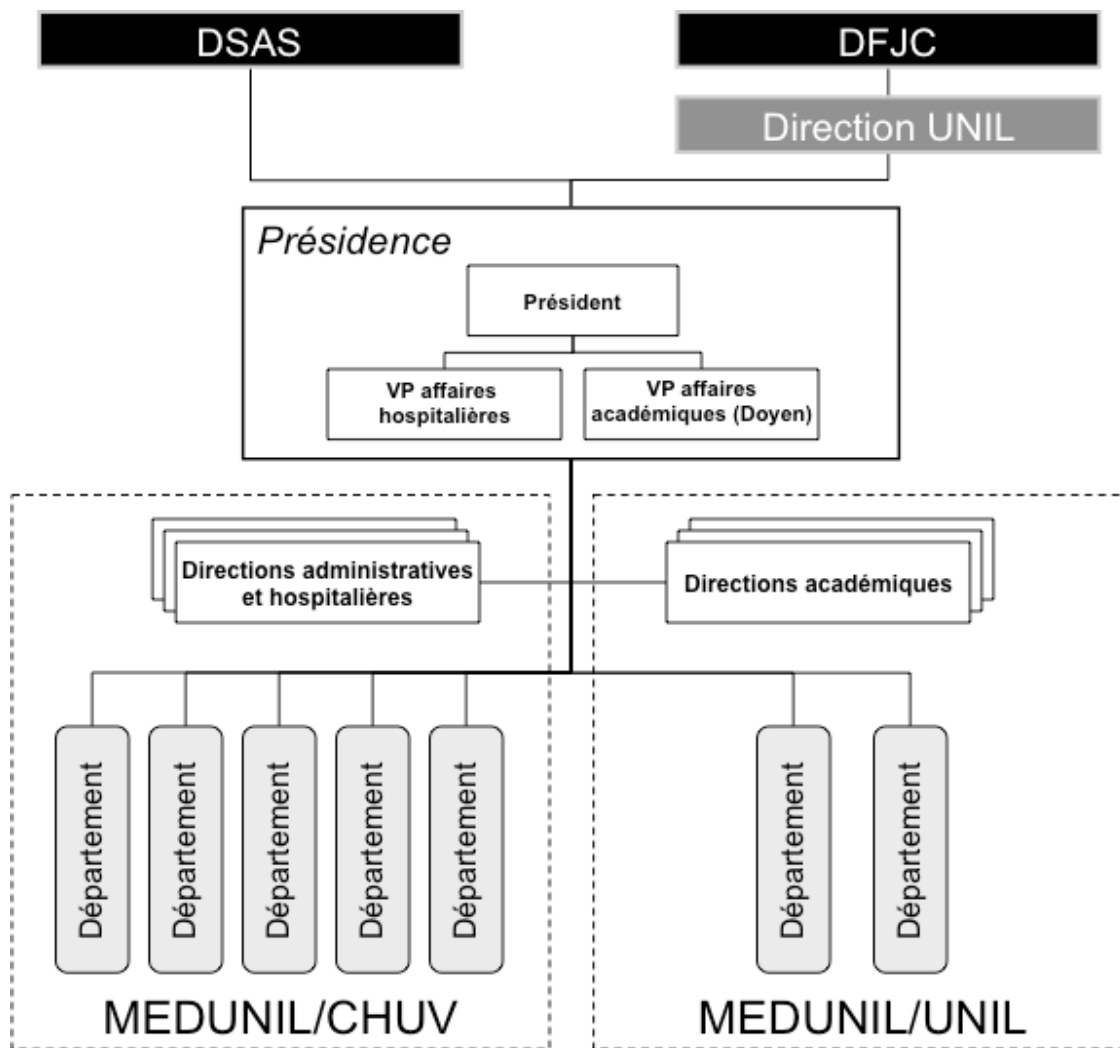 DSAS
DFJC
Direction UNIL
Présidence
Président
VP affaires
hospitalières
VP affaires
académiques (Doyen)
Directions administratives
et hospitalières
Directions académiques
Département
Département
Département
Département
Département
Département
Département
MEDUNIL/CHUV
MEDUNIL/UNIL